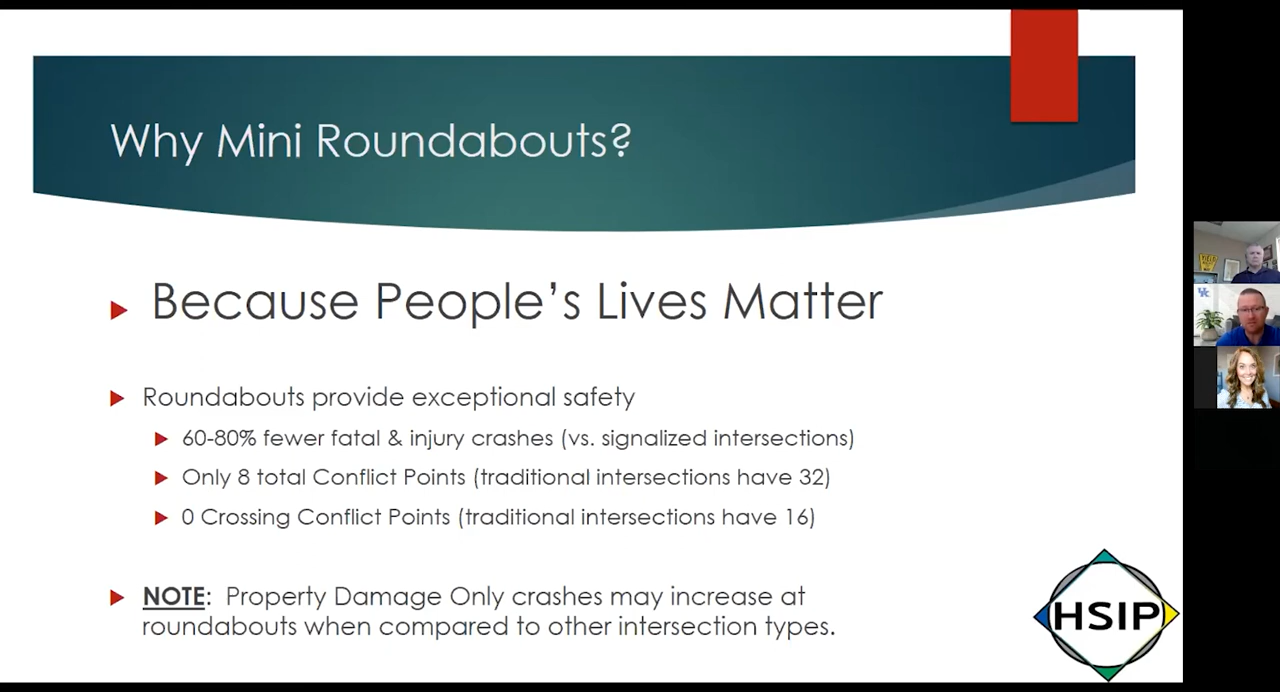 Why Mini Roundabouts?
Because People's Lives Matter
Roundabouts provide exceptional safety
60-80% fewer fatal & injury crashes (vs. signalized intersections)
Only 8 total Conflict Points (traditional intersections have 32)
0 Crossing Conflict Points (traditional intersections have 16)
NOTE: Property Damage Only crashes may increase at
roundabouts when compared to other intersection types.
HSIP
YIELD
UK